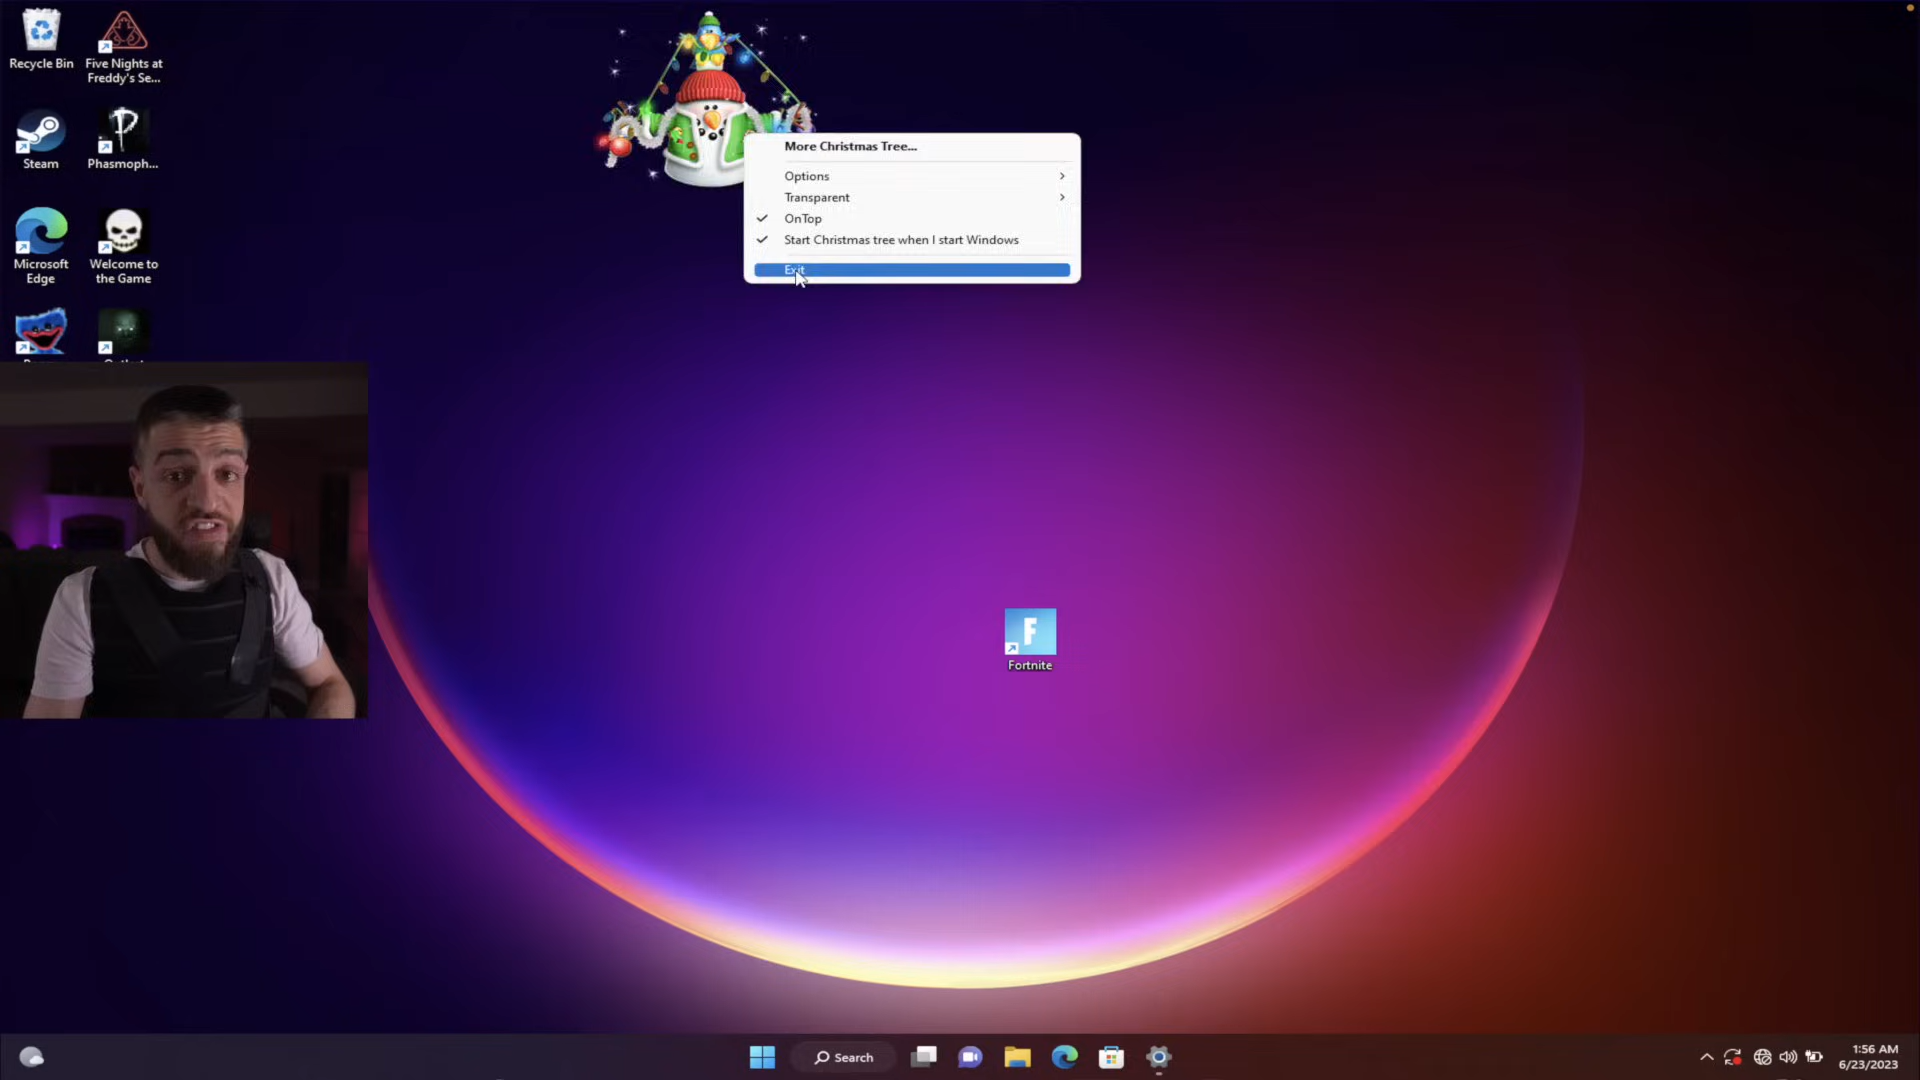 Recycle Bin
Five Nights at
Freddy's Se...
Steam
Phasmoph...
Microsoft
Edge
Welcome to
the Game
More Christmas Tree...
Options
Transparent
OnTop
Start Christmas tree when I start Windows
Exit
F
Fortnite
Search
1:56 AM
6/23/2023